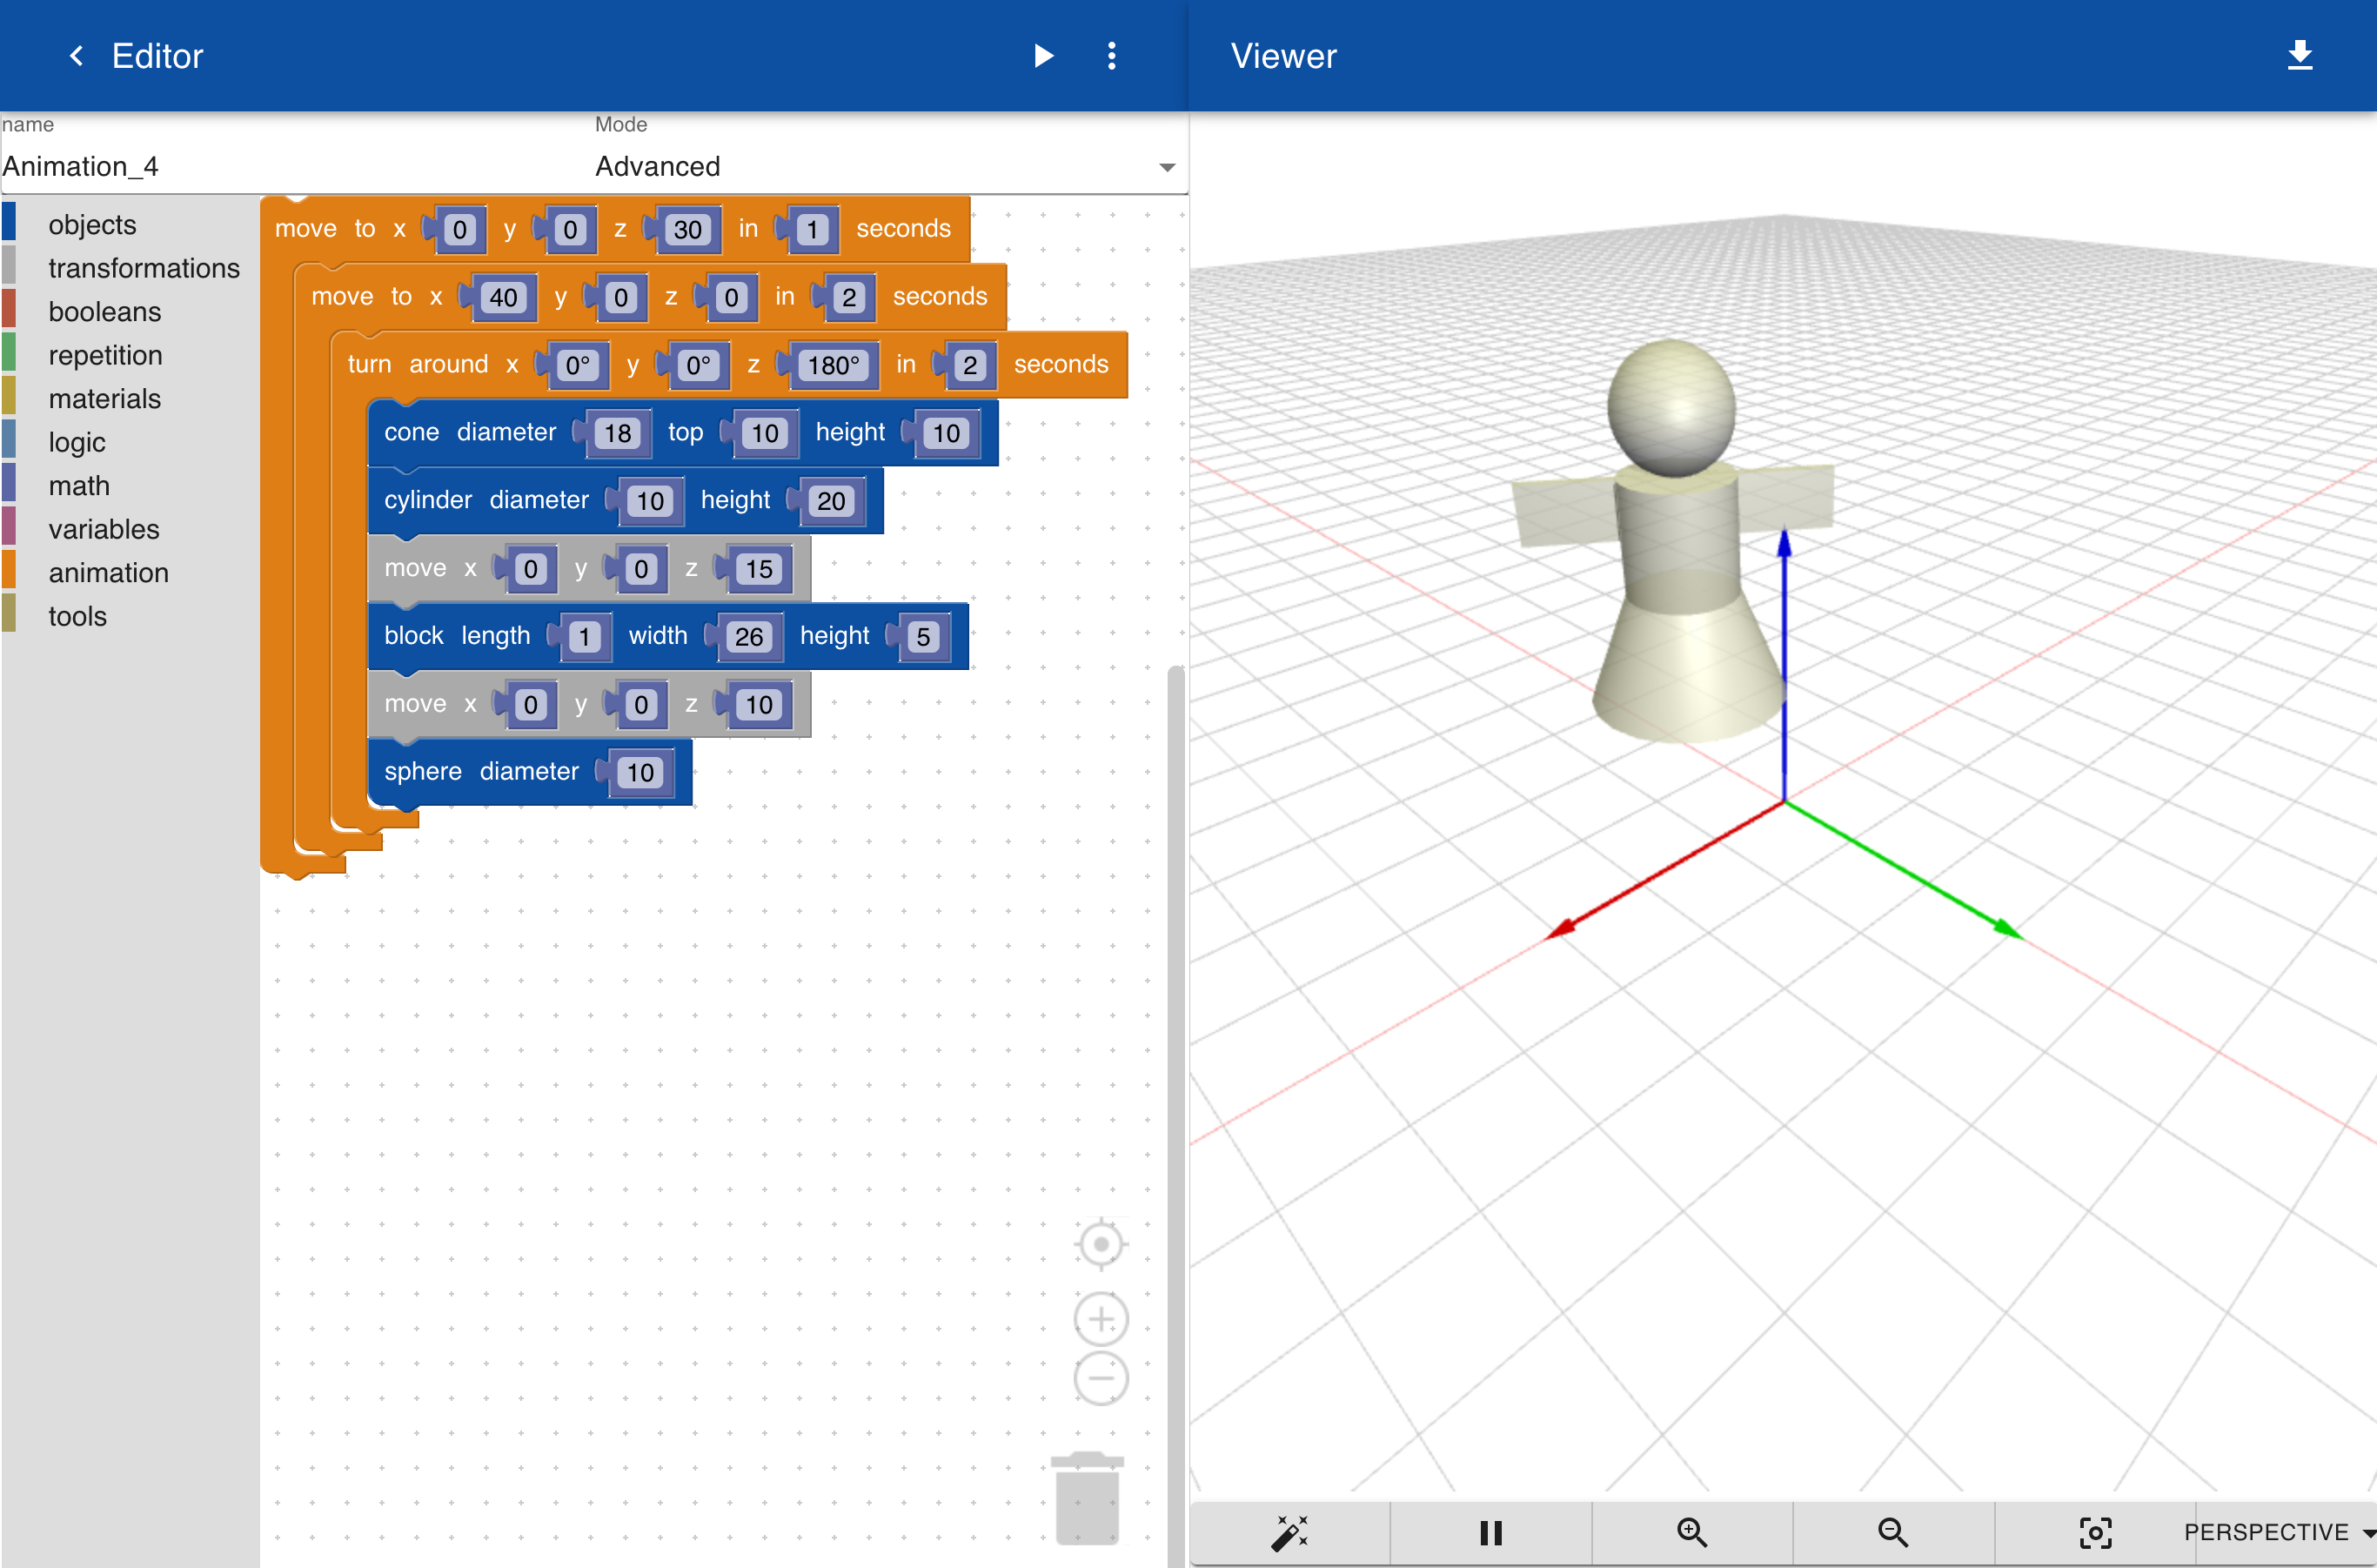 Editor
Viewer
name
Mode
Animation_4
Advanced
objects
transformations
booleans
repetition
materials
logic
math
variables
animation
tools
move to x 0 y 0 z 30 in 1 seconds
move to x 40 y 0 z 0 in 2 seconds
turn around x 0° y 0° z 180° in 2 seconds
cone diameter 18 top 10 height 10
cylinder diameter 10 height 20
move x 0 y 0 z 15
block length 1 width 26 height 5
move x 0 y 0 z 10
sphere diameter 10
PERSPECTIVE